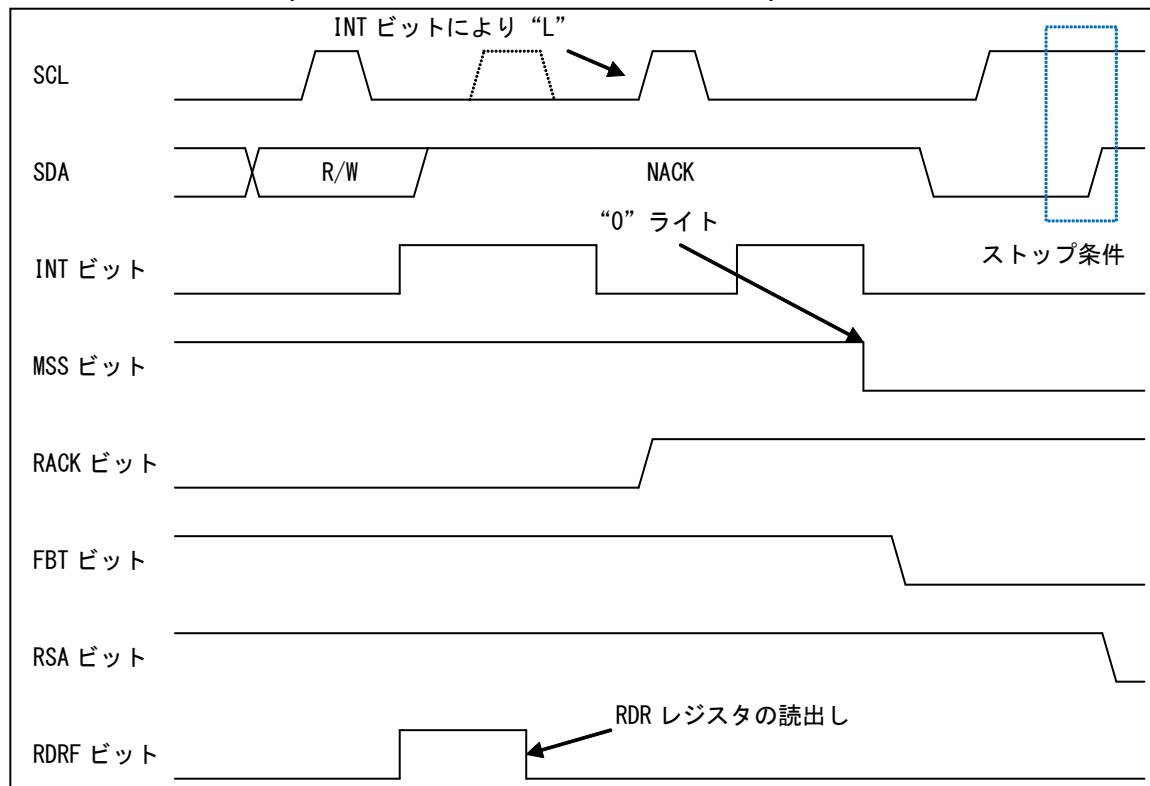 INT ビットにより “L”
SCL
SDA
R/W
NACK
“0” ライト
ストップ条件
INT ビット
MSS ビット
RACK ビット
FBT ビット
RSA ビット
RDR レジスタの読出し
RDRF ビット